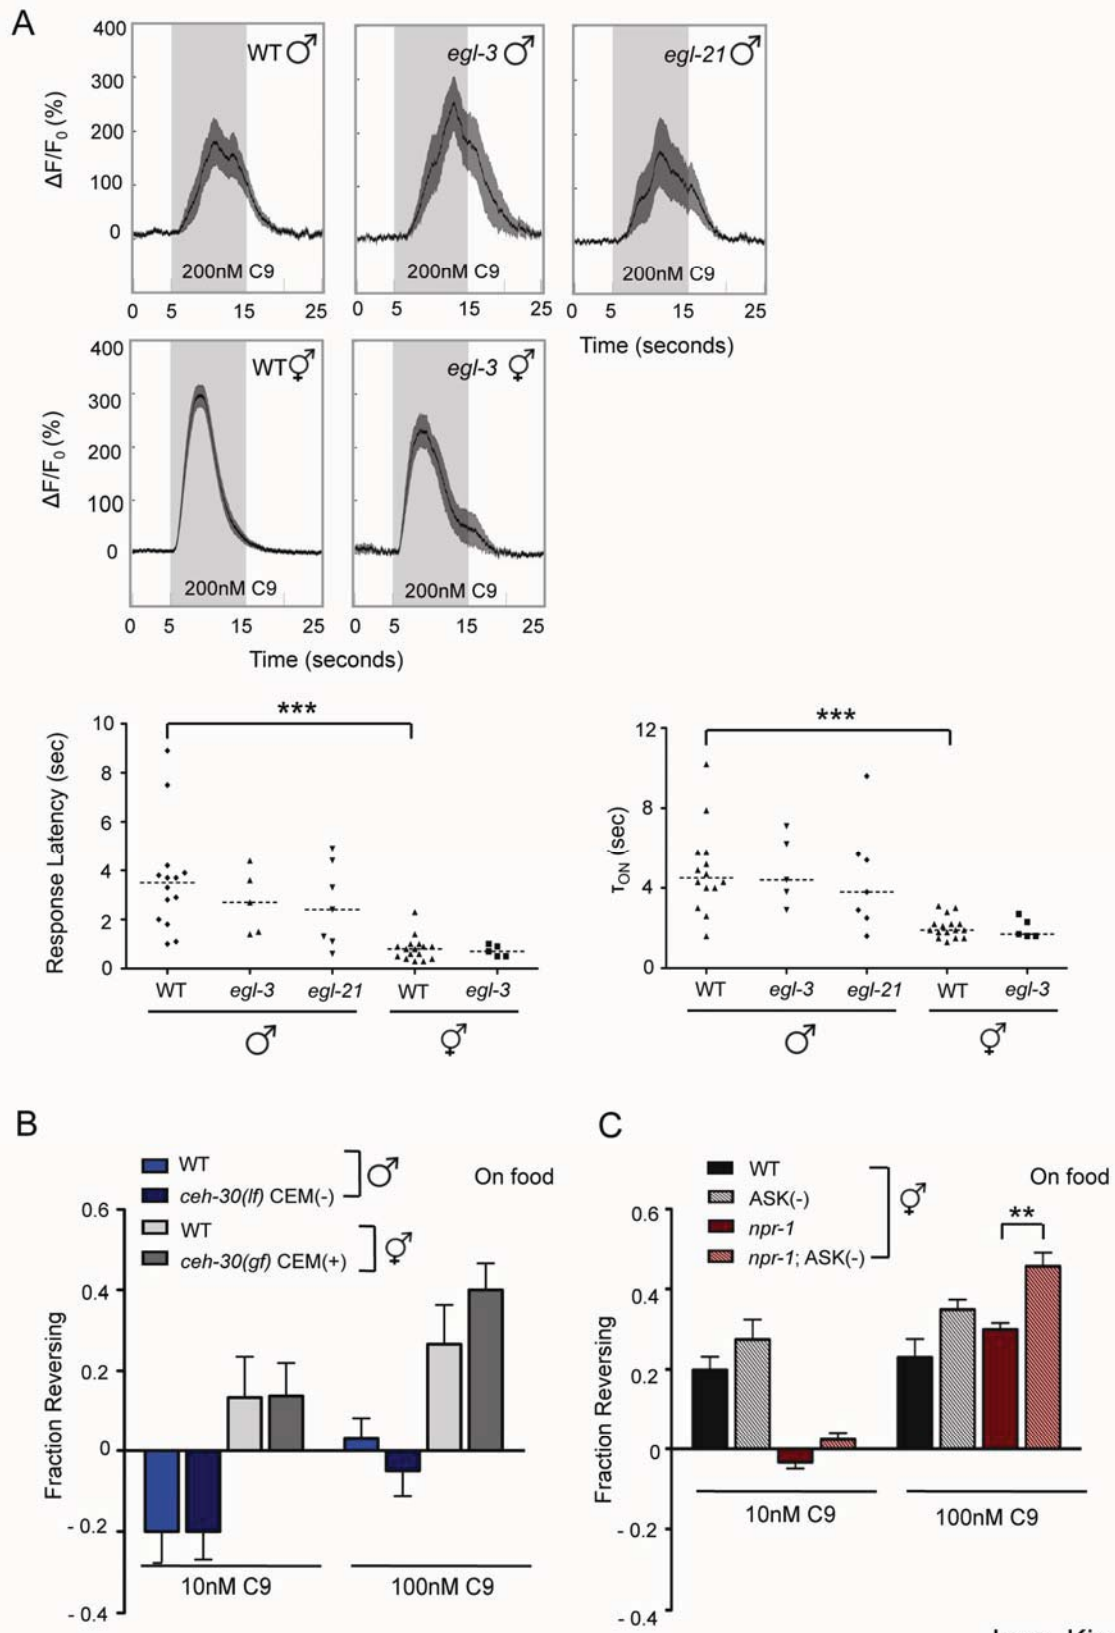 A
WT ♂
egl-3 ♂
egl-21 ♂
400
300
200
100
0
ΔF/F0 (%)
200nM C9
200nM C9
200nM C9
0 5 15 25
0 5 15 25
0 5 15 25
Time (seconds)
WT ⚥
egl-3 ⚥
400
300
200
100
0
ΔF/F0 (%)
200nM C9
200nM C9
0 5 15 25
0 5 15 25
Time (seconds)
***
10
8
6
4
2
0
Response Latency (sec)
WT egl-3 egl-21 WT egl-3
♂ ⚥
***
12
8
4
0
τON (sec)
WT egl-3 egl-21 WT egl-3
♂ ⚥
B
WT
ceh-30(lf) CEM(-)
♂
WT
ceh-30(gf) CEM(+)
⚥
On food
0.6
0.4
0.2
0
- 0.2
- 0.4
Fraction Reversing
10nM C9
100nM C9
C
WT
ASK(-)
npr-1
npr-1; ASK(-)
⚥
On food
**
0.6
0.4
0.2
0
- 0.2
- 0.4
Fraction Reversing
10nM C9
100nM C9